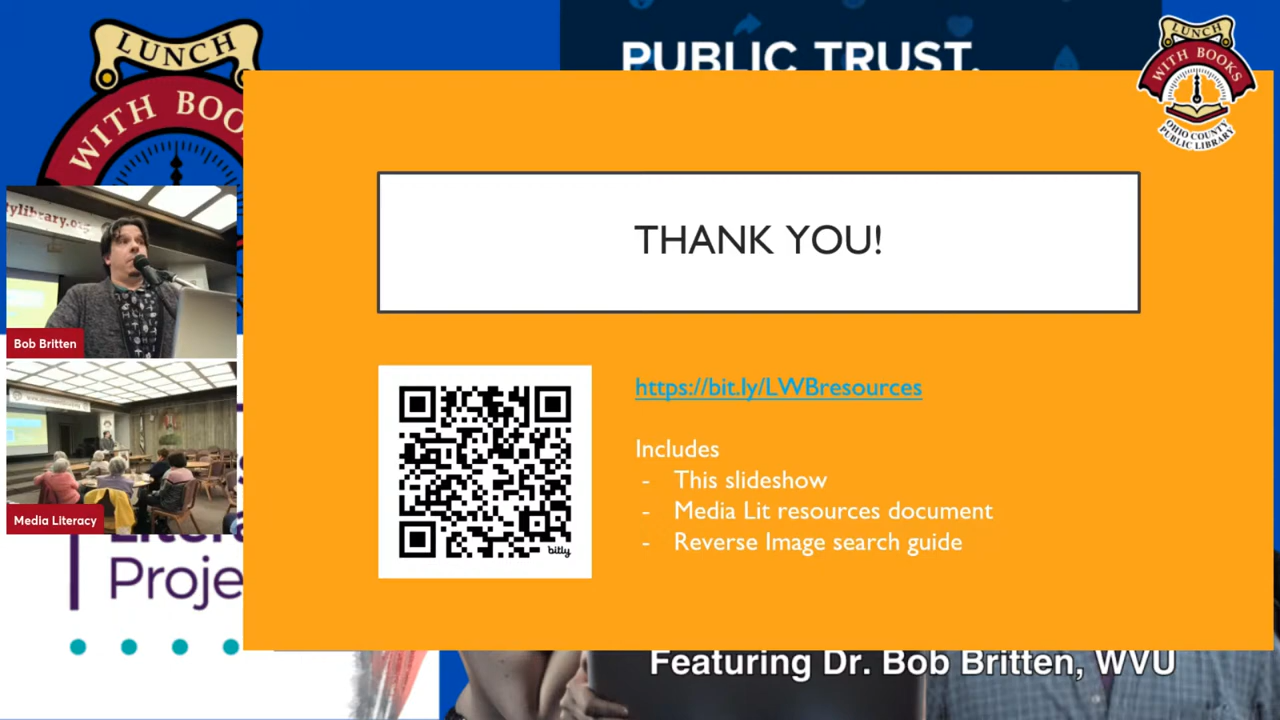 LUNCH
WITH BOO
PUBLIC TRUST.
LUNCH
WITH BOOKS
OHIO COUNTY
PUBLIC LIBRARY
Bob Britten
Media Literacy
THANK YOU!
https://bit.ly/LWBresources
Includes
- This slideshow
- Media Lit resources document
- Reverse Image search guide
bitly
Proje
Featuring Dr. Bob Britten, WVU